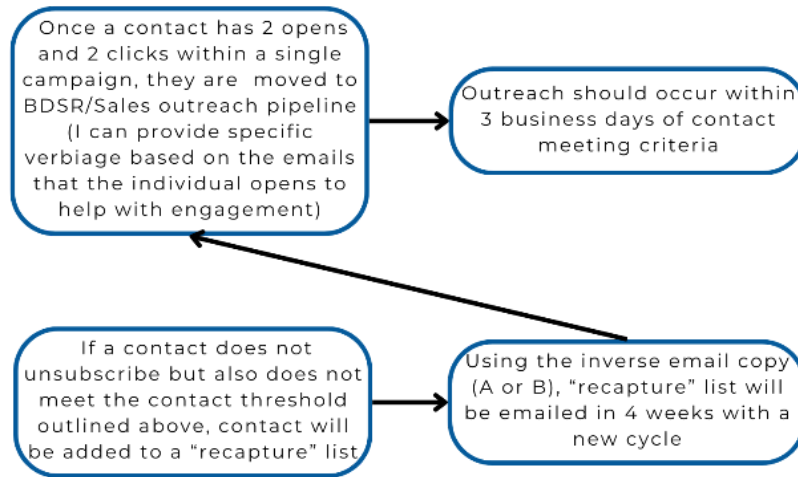 Once a contact has 2 opens
and 2 clicks within a single
campaign, they are moved to
BDSR/Sales outreach pipeline
(I can provide specific
verbiage based on the emails
that the individual opens to
help with engagement)
Outreach should occur within
3 business days of contact
meeting criteria
If a contact does not
unsubscribe but also does not
meet the contact threshold
outlined above, contact will
be added to a “recapture” list
Using the inverse email copy
(A or B), “recapture” list will
be emailed in 4 weeks with a
new cycle